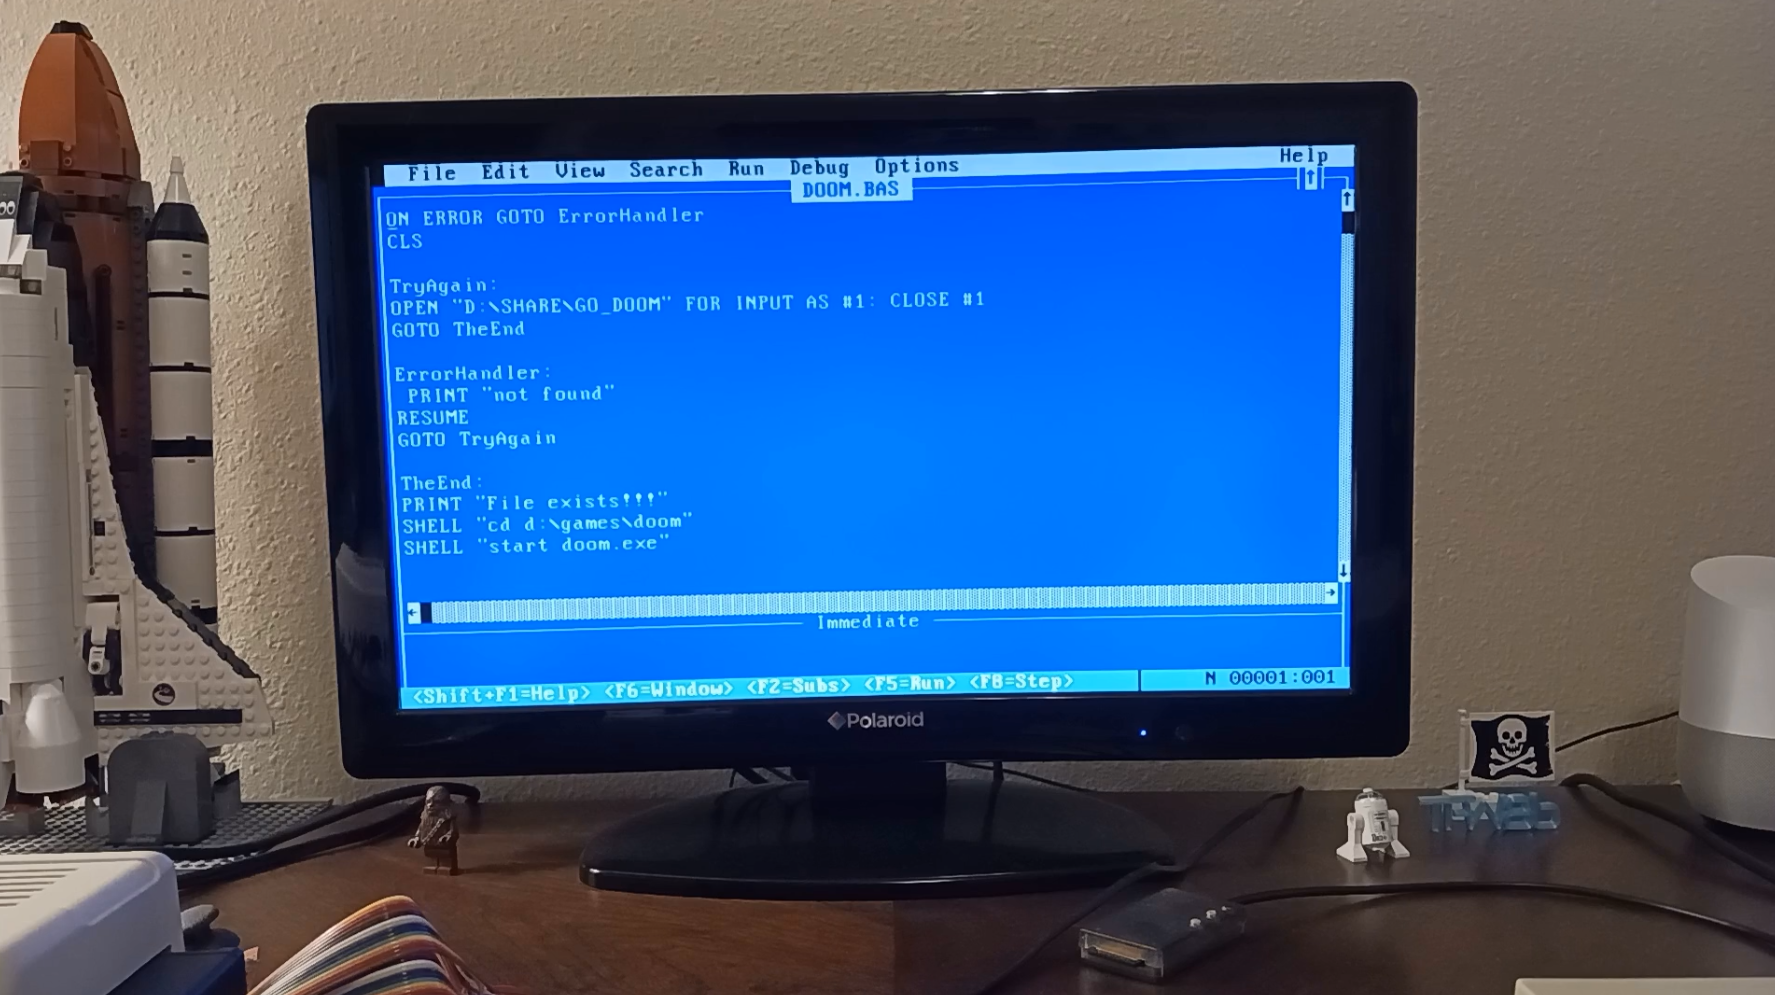 File Edit View Search Run Debug Options Help
DOOM.BAS
ON ERROR GOTO ErrorHandler
CLS
TryAgain:
OPEN "D:\SHARE\GO_DOOM" FOR INPUT AS #1: CLOSE #1
GOTO TheEnd
ErrorHandler:
PRINT "not found"
RESUME
GOTO TryAgain
TheEnd:
PRINT "File exists!!!"
SHELL "cd d:\games\doom"
SHELL "start doom.exe"
Immediate
<Shift+F1=Help> <F6=Window> <F2=Subs> <F5=Run> <F8=Step> N 00001:001
Polaroid